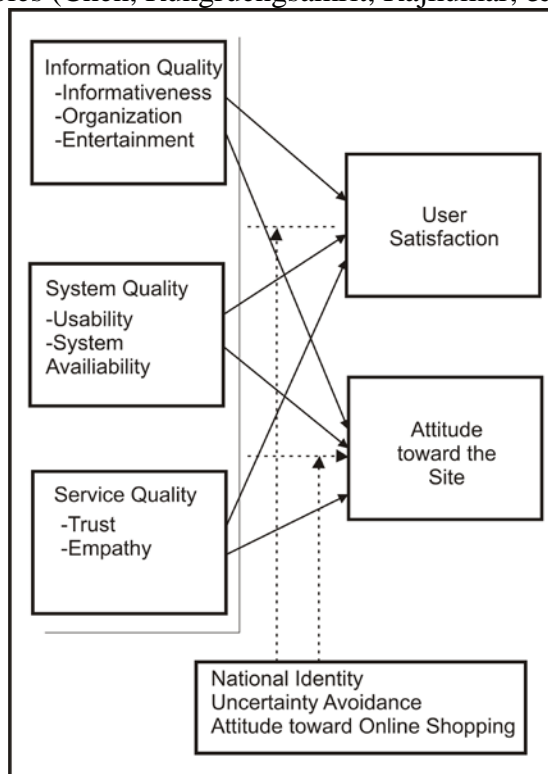 Information Quality
-Informativeness
-Organization
-Entertainment
User
Satisfaction
System Quality
-Usability
-System
Availiability
Attitude
toward the
Site
Service Quality
-Trust
-Empathy
National Identity
Uncertainty Avoidance
Attitude toward Online Shopping